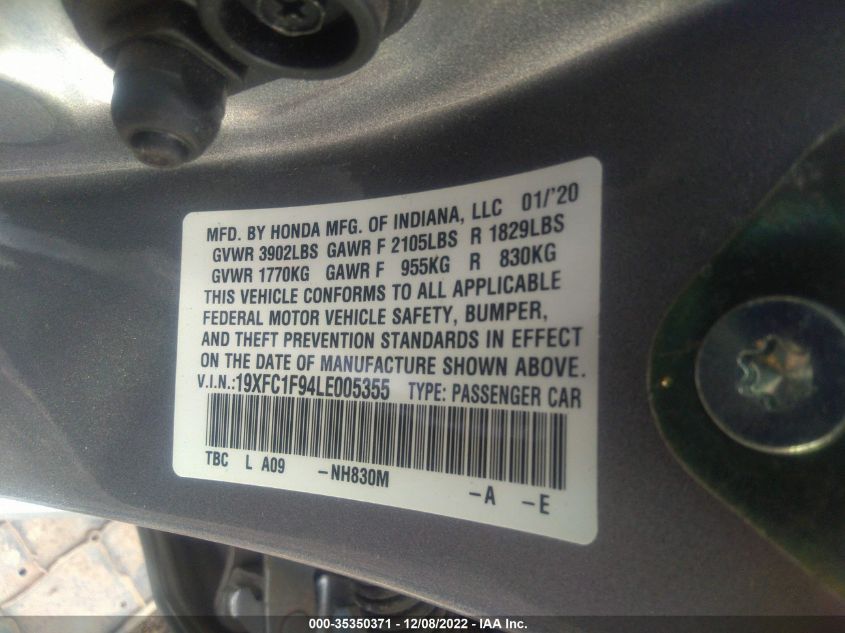 MFD. BY HONDA MFG. OF INDIANA, LLC 01/'20
GVWR 3902LBS GAWR F 2105LBS R 1829LBS
GVWR 1770KG GAWR F 955KG R 830KG
THIS VEHICLE CONFORMS TO ALL APPLICABLE
FEDERAL MOTOR VEHICLE SAFETY, BUMPER,
AND THEFT PREVENTION STANDARDS IN EFFECT
ON THE DATE OF MANUFACTURE SHOWN ABOVE.
V.I.N.:19XFC1F94LE005355 TYPE: PASSENGER CAR
TBC L A09 -NH830M -A -E
000-35350371 - 12/08/2022 - IAA Inc.